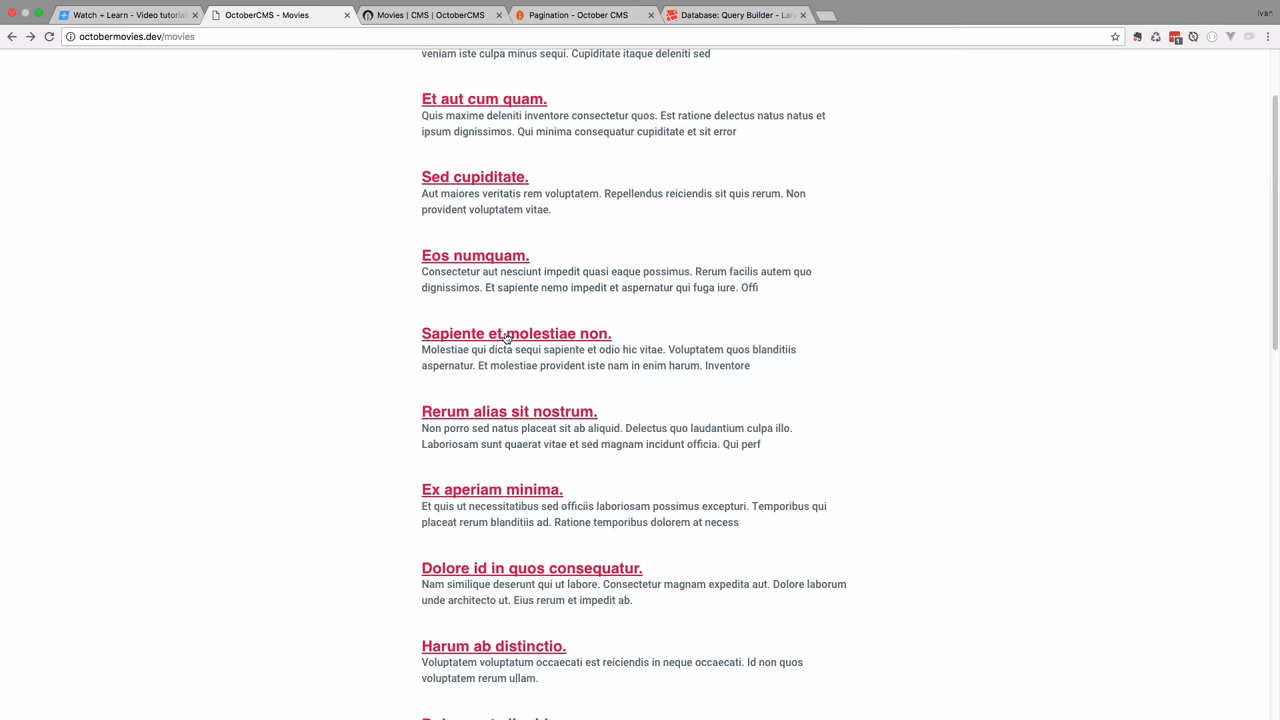 Watch + Learn - Video tutorial
OctoberCMS - Movies
Movies | CMS | OctoberCMS
Pagination - October CMS
Database: Query Builder - Lar
Ivan
octobermovies.dev/movies
veniam iste culpa minus sequi. Cupiditate itaque deleniti sed
Et aut cum quam.
Quis maxime deleniti inventore consectetur quos. Est ratione delectus natus natus et
ipsum dignissimos. Qui minima consequatur cupiditate et sit error
Sed cupiditate.
Aut maiores veritatis rem voluptatem. Repellendus reiciendis sit quis rerum. Non
provident voluptatem vitae.
Eos numquam.
Consectetur aut nesciunt impedit quasi eaque possimus. Rerum facilis autem quo
dignissimos. Et sapiente nemo impedit et aspernatur qui fuga iure. Offi
Sapiente et molestiae non.
Molestiae qui dicta sequi sapiente et odio hic vitae. Voluptatem quos blanditiis
aspernatur. Et molestiae provident iste nam in enim harum. Inventore
Rerum alias sit nostrum.
Non porro sed natus placeat sit ab aliquid. Delectus quo laudantium culpa illo.
Laboriosam sunt quaerat vitae et sed magnam incidunt officia. Qui perf
Ex aperiam minima.
Et quis ut necessitatibus sed officiis laboriosam possimus excepturi. Temporibus qui
placeat rerum blanditiis ad. Ratione temporibus dolorem at necess
Dolore id in quos consequatur.
Nam similique deserunt qui ut labore. Consectetur magnam expedita aut. Dolore laborum
unde architecto ut. Eius rerum et impedit ab.
Harum ab distinctio.
Voluptatem voluptatum occaecati est reiciendis in neque occaecati. Id non quos
voluptatem rerum ullam.